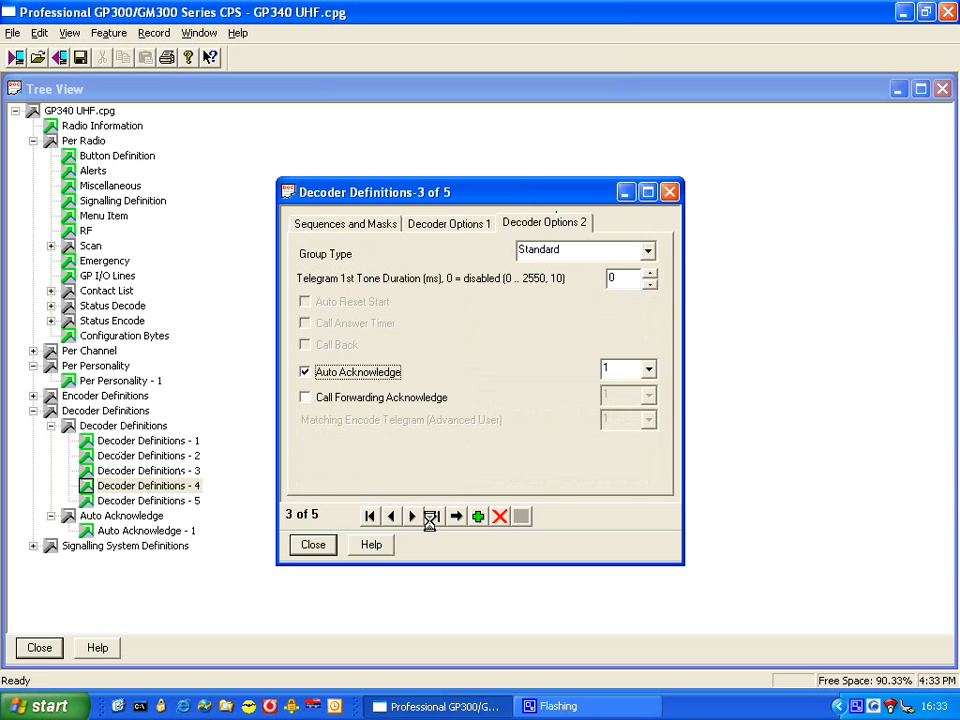 Professional GP300/GM300 Series CPS - GP340 UHF.cpg
File Edit View Feature Record Window Help
Tree View
GP340 UHF.cpg
Radio Information
Per Radio
Button Definition
Alerts
Miscellaneous
Signalling Definition
Menu Item
RF
Scan
Emergency
GP I/O Lines
Contact List
Status Decode
Status Encode
Configuration Bytes
Per Channel
Per Personality
Per Personality - 1
Encoder Definitions
Decoder Definitions
Decoder Definitions
Decoder Definitions - 1
Decoder Definitions - 2
Decoder Definitions - 3
Decoder Definitions - 4
Decoder Definitions - 5
Auto Acknowledge
Auto Acknowledge - 1
Signalling System Definitions
Decoder Definitions-3 of 5
Sequences and Masks Decoder Options 1 Decoder Options 2
Group Type Standard
Telegram 1st Tone Duration (ms), 0 = disabled (0 .. 2550, 10) 0
Auto Reset Start
Call Answer Timer
Call Back
Auto Acknowledge 1
Call Forwarding Acknowledge 1
Matching Encode Telegram (Advanced User) 1
3 of 5
Close Help
Close Help
Ready Free Space: 90.33% 4:33 PM
start Professional GP300/G... Flashing 16:33